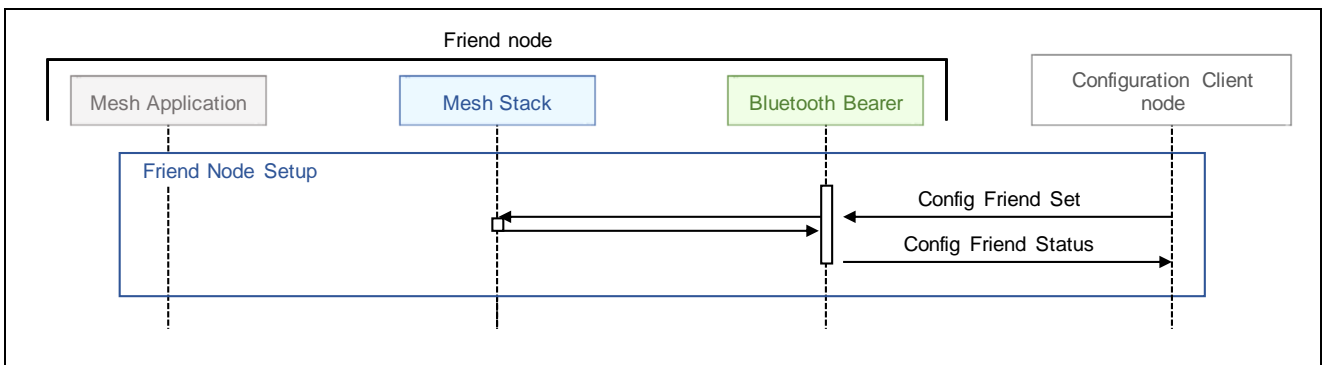 Friend node
Mesh Application
Mesh Stack
Bluetooth Bearer
Configuration Client
node
Friend Node Setup
Config Friend Set
Config Friend Status